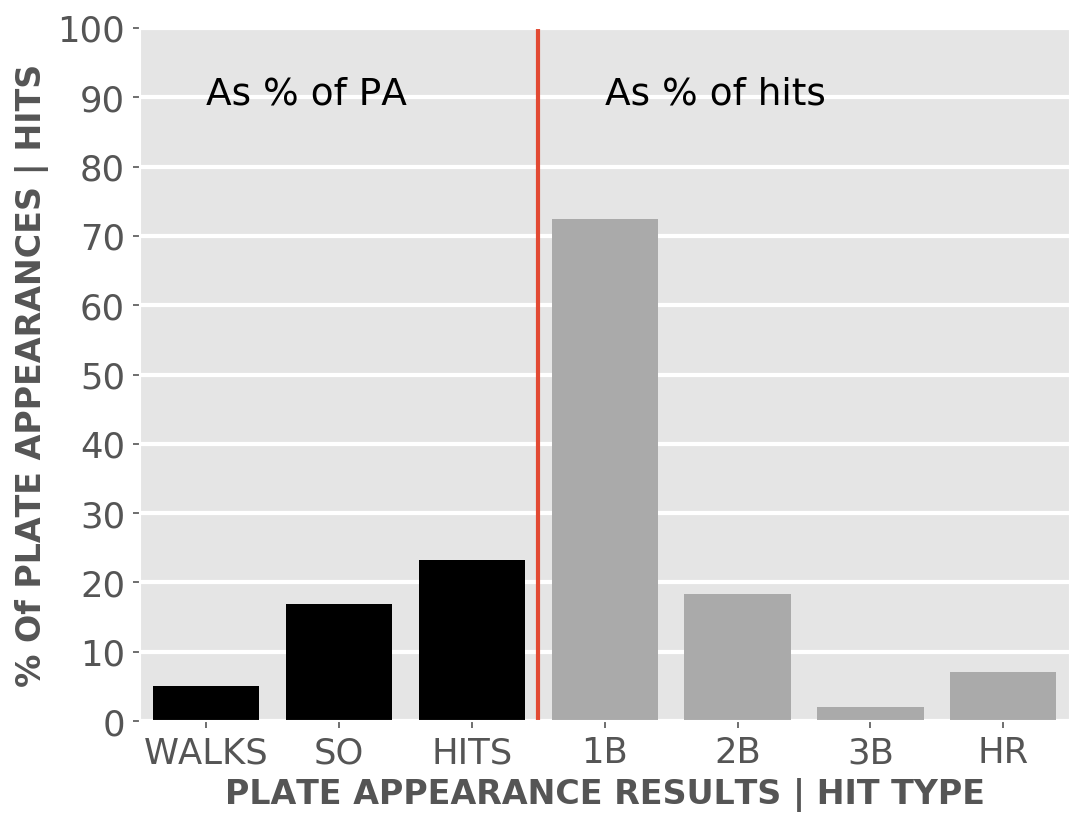 % Of PLATE APPEARANCES | HITS
100
90
80
70
60
50
40
30
20
10
0
As % of PA
As % of hits
WALKS SO HITS 1B 2B 3B HR
PLATE APPEARANCE RESULTS | HIT TYPE